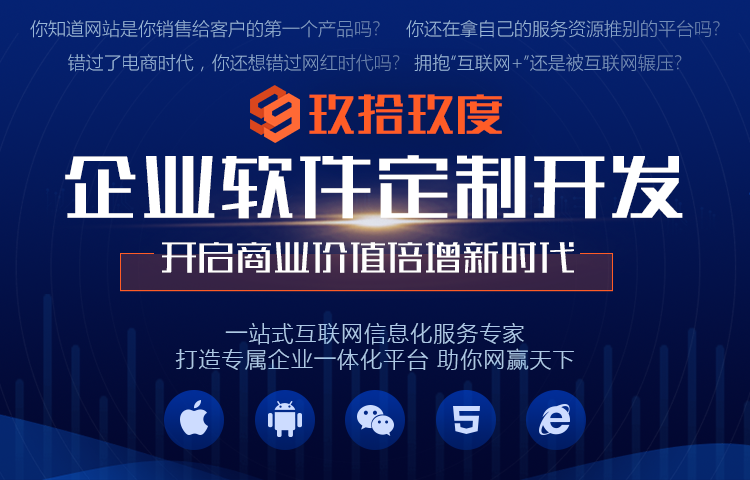 你知道网站是你销售给客户的第一个产品吗? 你还在拿自己的服务资源推别的平台吗?
错过了电商时代，你还想错过网红时代吗? 拥抱“互联网+”还是被互联网辗压?
玖拾玖度
企业软件定制开发
开启商业价值倍增新时代
一站式互联网信息化服务专家
打造专属企业一体化平台 助你网赢天下